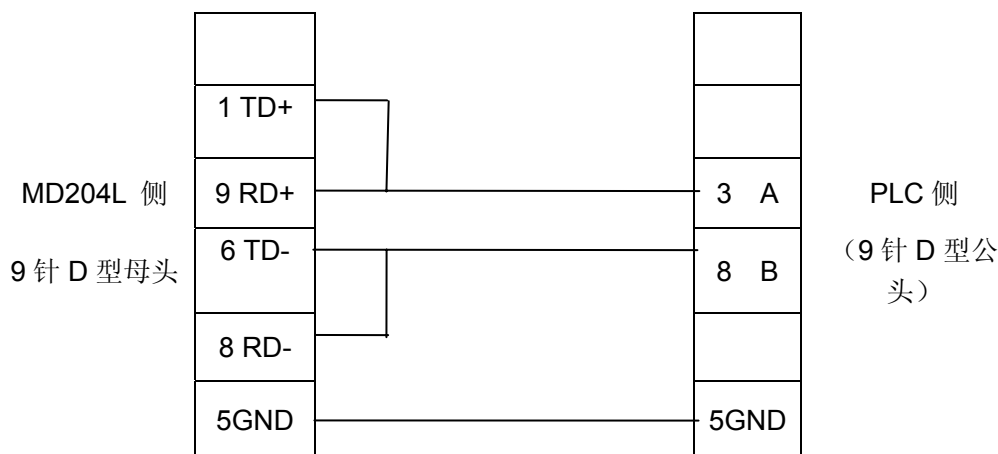 1 TD+
MD204L 侧
9 RD+
3 A
PLC 侧
6 TD-
9 针 D 型母头
8 B
（9 针 D 型公
头）
8 RD-
5GND
5GND